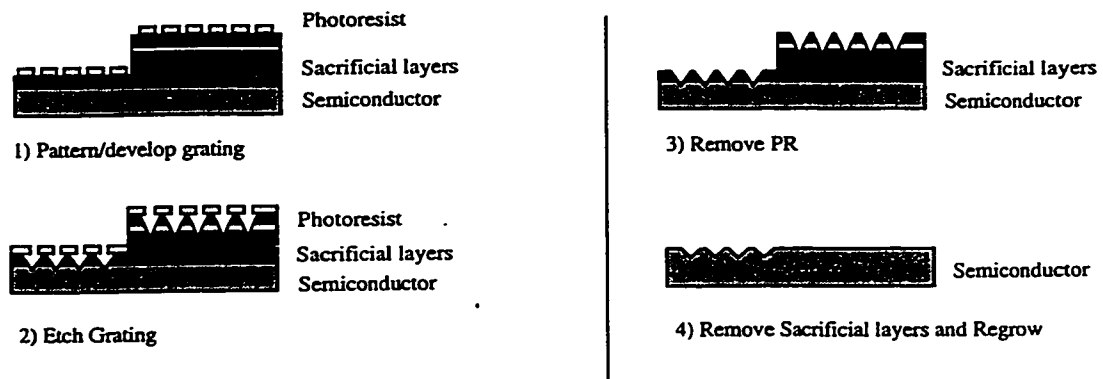 Photoresist
Sacrificial layers
Semiconductor
1) Pattern/develop grating
Photoresist
Sacrificial layers
Semiconductor
2) Etch Grating
Sacrificial layers
Semiconductor
3) Remove PR
Semiconductor
4) Remove Sacrificial layers and Regrow